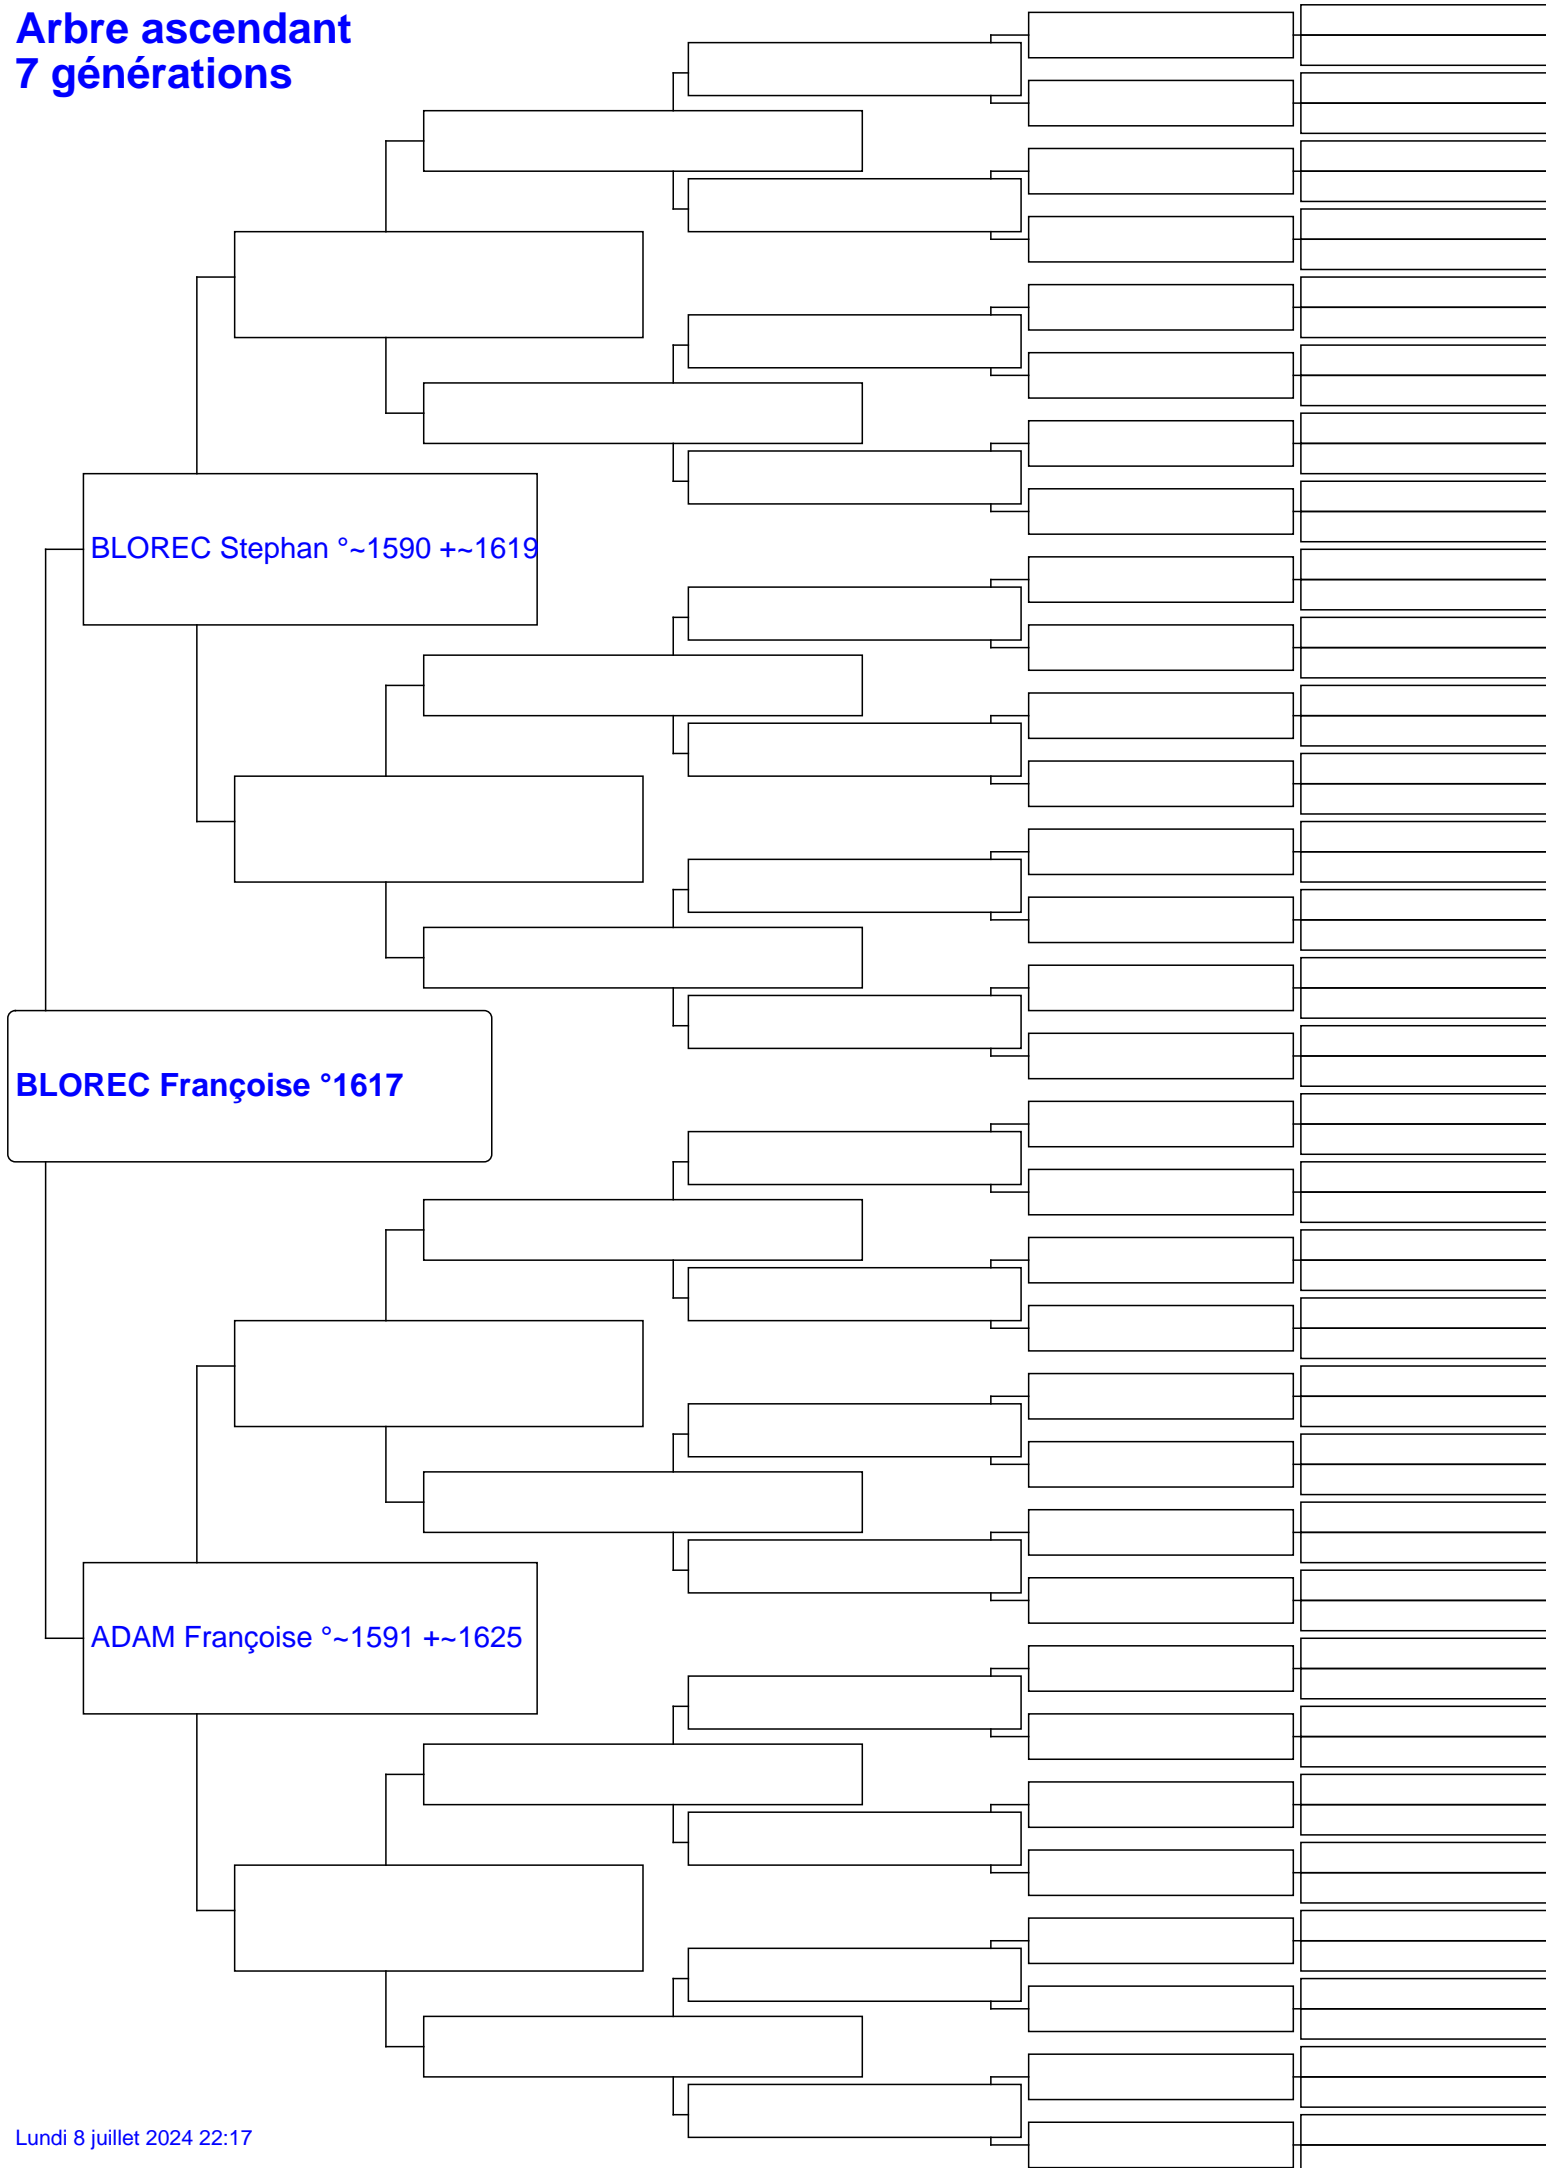 Arbre ascendant
7 générations
BLOREC Stephan °~1590 +~1619
BLOREC Françoise °1617
ADAM Françoise °~1591 +~1625
Lundi 8 juillet 2024 22:17